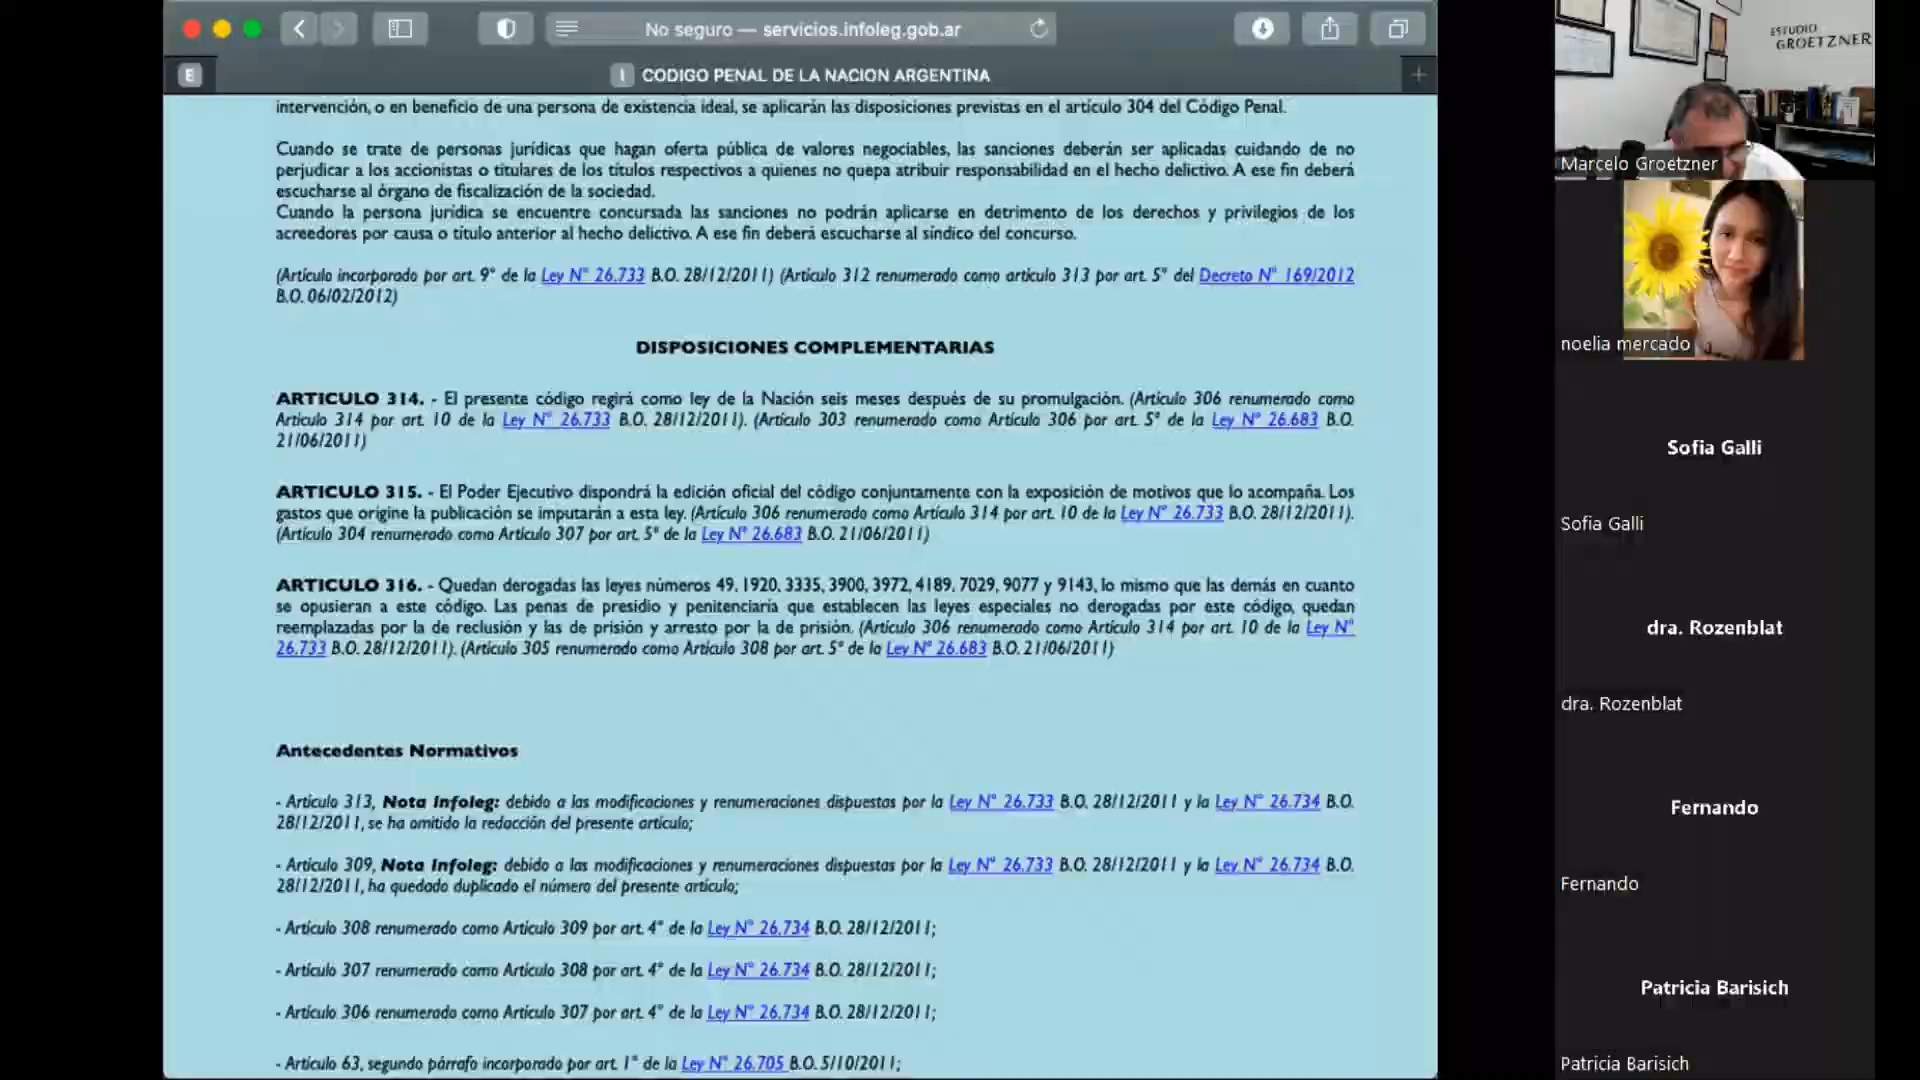 No seguro — servicios.infoleg.gob.ar
E
I CODIGO PENAL DE LA NACION ARGENTINA
intervención, o en beneficio de una persona de existencia ideal, se aplicarán las disposiciones previstas en el artículo 304 del Código Penal.
Cuando se trate de personas jurídicas que hagan oferta pública de valores negociables, las sanciones deberán ser aplicadas cuidando de no
perjudicar a los accionistas o titulares de los títulos respectivos a quienes no quepa atribuir responsabilidad en el hecho delictivo. A ese fin deberá
escucharse al órgano de fiscalización de la sociedad.
Cuando la persona jurídica se encuentre concursada las sanciones no podrán aplicarse en detrimento de los derechos y privilegios de los
acreedores por causa o título anterior al hecho delictivo. A ese fin deberá escucharse al síndico del concurso.
(Artículo incorporado por art. 9° de la Ley N° 26.733 B.O. 28/12/2011) (Artículo 312 renumerado como artículo 313 por art. 5° del Decreto N° 169/2012
B.O. 06/02/2012)
DISPOSICIONES COMPLEMENTARIAS
ARTICULO 314. - El presente código regirá como ley de la Nación seis meses después de su promulgación. (Artículo 306 renumerado como
Artículo 314 por art. 10 de la Ley N° 26.733 B.O. 28/12/2011). (Artículo 303 renumerado como Artículo 306 por art. 5° de la Ley N° 26.683 B.O.
21/06/2011)
ARTICULO 315. - El Poder Ejecutivo dispondrá la edición oficial del código conjuntamente con la exposición de motivos que lo acompaña. Los
gastos que origine la publicación se imputarán a esta ley. (Artículo 306 renumerado como Artículo 314 por art. 10 de la Ley N° 26.733 B.O. 28/12/2011).
(Artículo 304 renumerado como Artículo 307 por art. 5° de la Ley N° 26.683 B.O. 21/06/2011)
ARTICULO 316. - Quedan derogadas las leyes números 49, 1920, 3335, 3900, 3972, 4189, 7029, 9077 y 9143, lo mismo que las demás en cuanto
se opusieran a este código. Las penas de presidio y penitenciaría que establecen las leyes especiales no derogadas por este código, quedan
reemplazadas por la de reclusión y las de prisión y arresto por la de prisión. (Artículo 306 renumerado como Artículo 314 por art. 10 de la Ley N°
26.733 B.O. 28/12/2011). (Artículo 305 renumerado como Artículo 308 por art. 5° de la Ley N° 26.683 B.O. 21/06/2011)
Antecedentes Normativos
- Artículo 313, Nota Infoleg: debido a las modificaciones y renumeraciones dispuestas por la Ley N° 26.733 B.O. 28/12/2011 y la Ley N° 26.734 B.O.
28/12/2011, se ha omitido la redacción del presente artículo;
- Artículo 309, Nota Infoleg: debido a las modificaciones y renumeraciones dispuestas por la Ley N° 26.733 B.O. 28/12/2011 y la Ley N° 26.734 B.O.
28/12/2011, ha quedado duplicado el número del presente artículo;
- Artículo 308 renumerado como Artículo 309 por art. 4° de la Ley N° 26.734 B.O. 28/12/2011;
- Artículo 307 renumerado como Artículo 308 por art. 4° de la Ley N° 26.734 B.O. 28/12/2011;
- Artículo 306 renumerado como Artículo 307 por art. 4° de la Ley N° 26.734 B.O. 28/12/2011;
- Artículo 63, segundo párrafo incorporado por art. 1° de la Ley N° 26.705 B.O. 5/10/2011;
ESTUDIO
GROETZNER
Marcelo Groetzner
noelia mercado
Sofia Galli
Sofia Galli
dra. Rozenblat
dra. Rozenblat
Fernando
Fernando
Patricia Barisich
Patricia Barisich